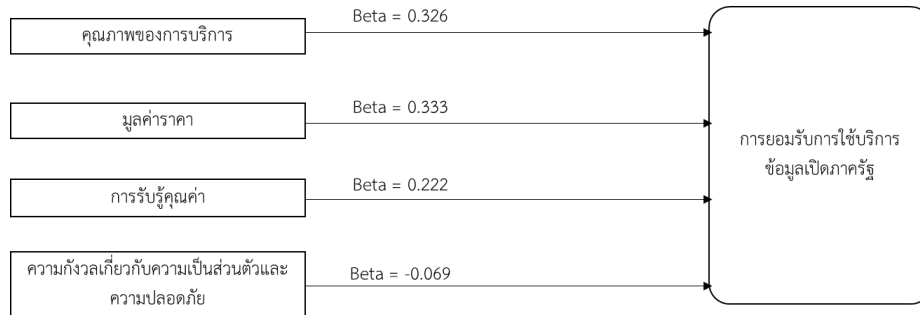 คุณภาพของการบริการ
Beta = 0.326
มูลค่าราคา
Beta = 0.333
การรับรู้คุณค่า
Beta = 0.222
ความกังวลเกี่ยวกับความเป็นส่วนตัวและ
ความปลอดภัย
Beta = -0.069
การยอมรับการใช้บริการ
ข้อมูลเปิดภาครัฐ